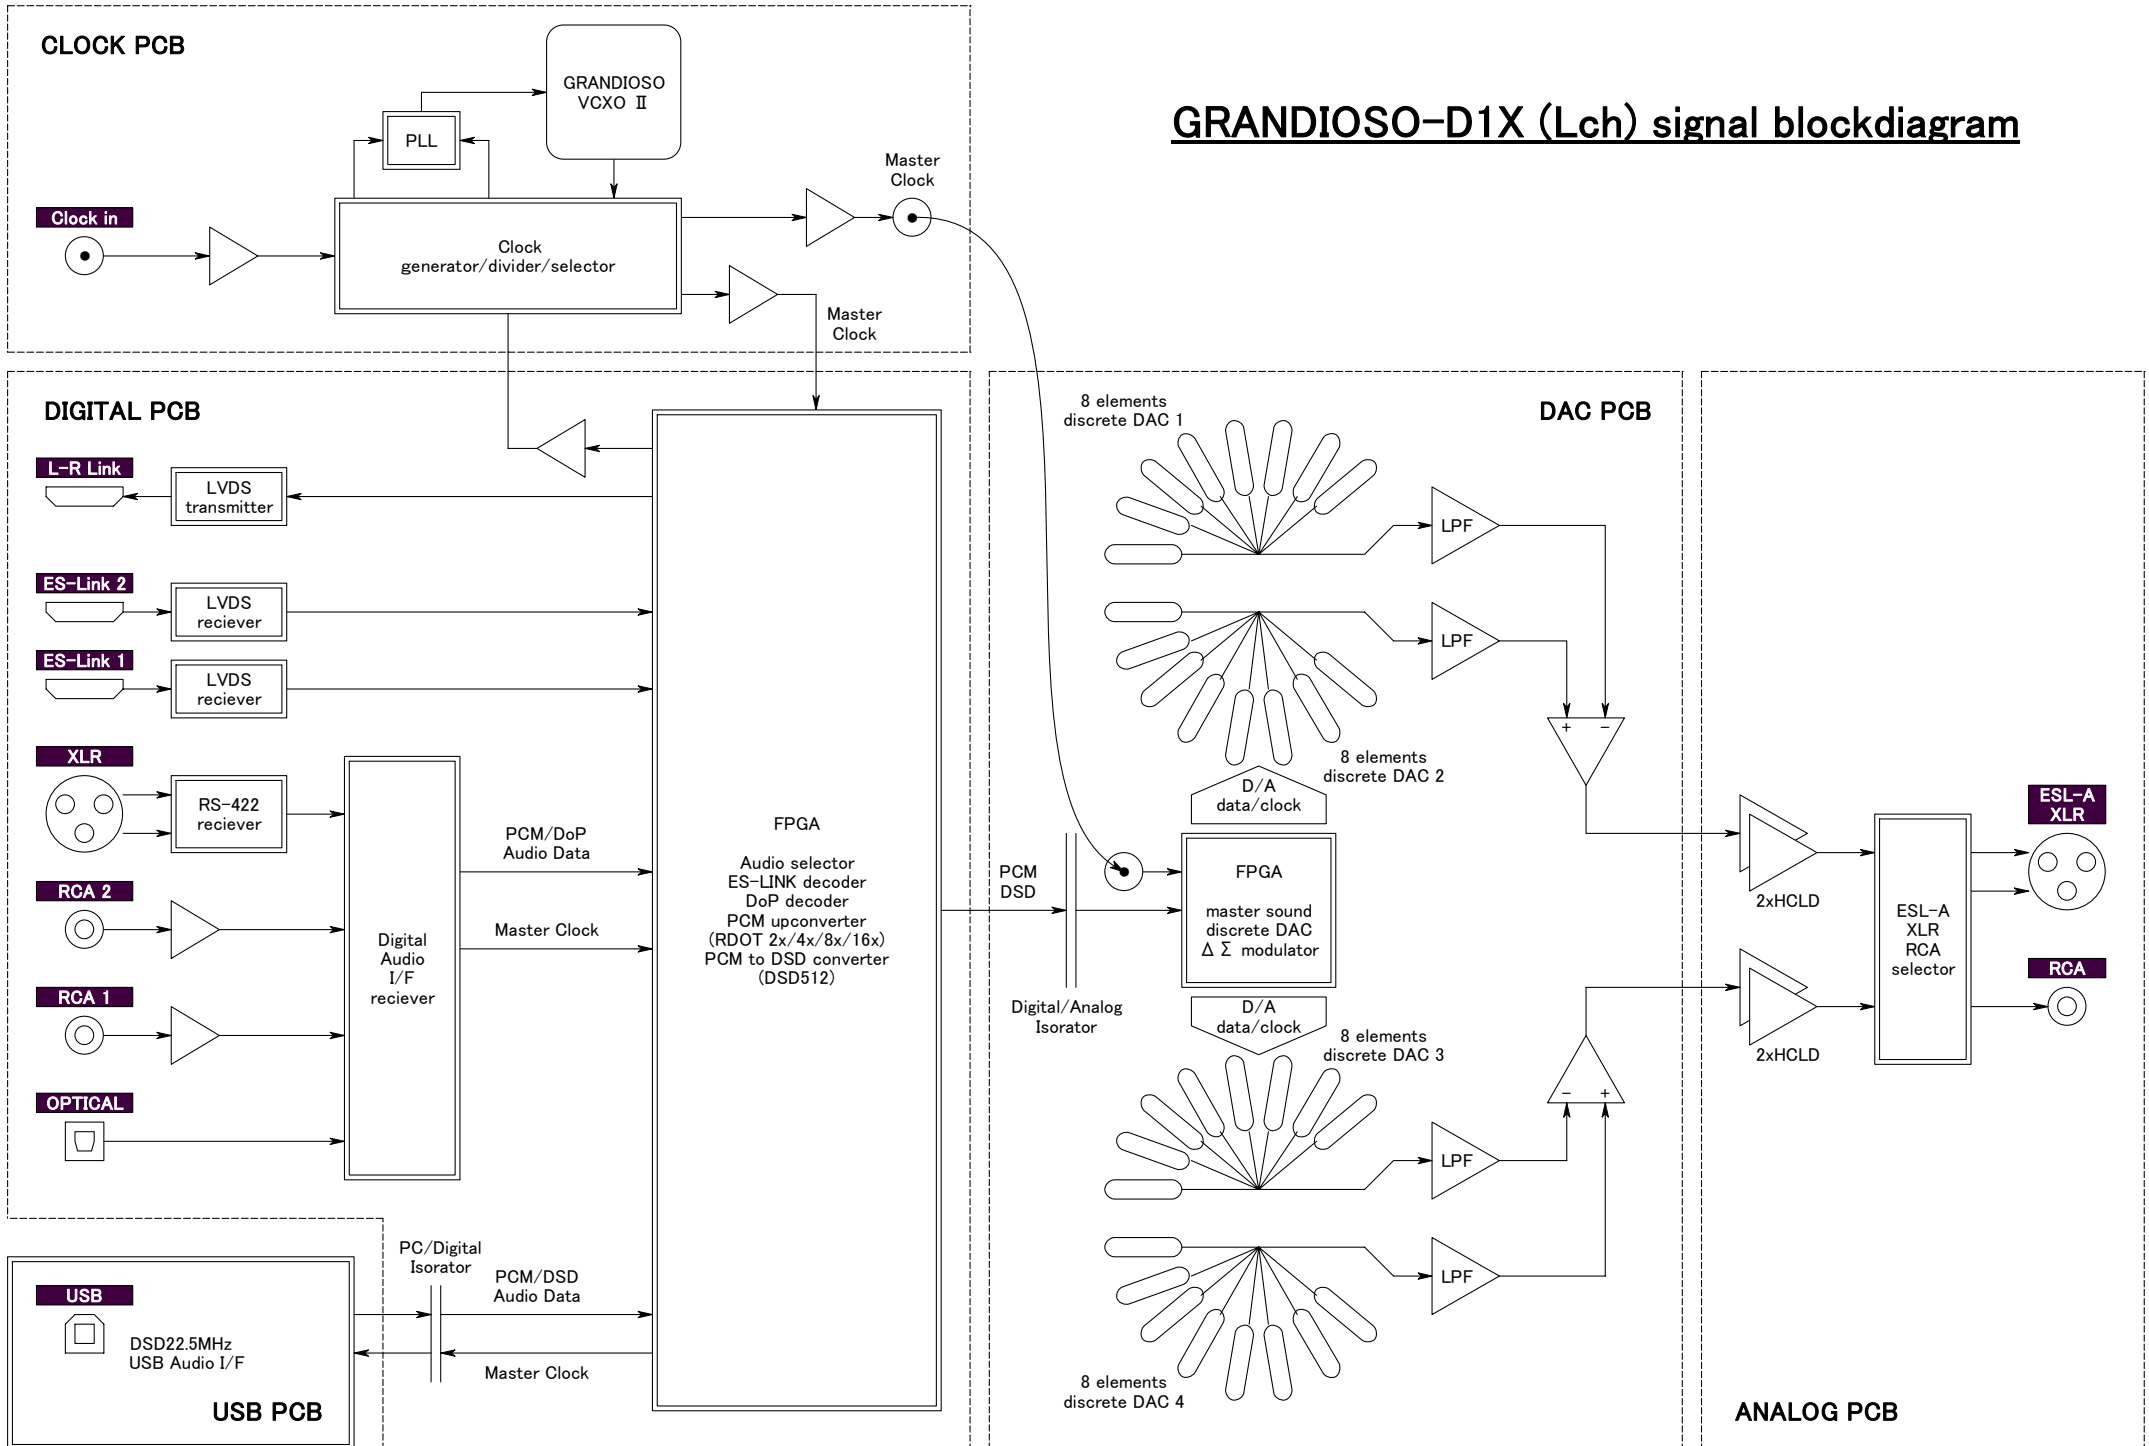 GRANDIOSO-D1X (Lch) signal blockdiagram
CLOCK PCB
GRANDIOSO
VCXO Ⅱ
PLL
Clock in
Clock
generator/divider/selector
Master
Clock
Master
Clock
DIGITAL PCB
L-R Link
LVDS
transmitter
ES-Link 2
LVDS
reciever
ES-Link 1
LVDS
reciever
XLR
RS-422
reciever
RCA 2
RCA 1
OPTICAL
Digital
Audio
I/F
reciever
PCM/DoP
Audio Data
Master Clock
FPGA
Audio selector
ES-LINK decoder
DoP decoder
PCM upconverter
(RDOT 2x/4x/8x/16x)
PCM to DSD converter
(DSD512)
USB
DSD22.5MHz
USB Audio I/F
USB PCB
PC/Digital
Isorator
PCM/DSD
Audio Data
Master Clock
PCM
DSD
Digital/Analog
Isorator
DAC PCB
8 elements
discrete DAC 1
LPF
LPF
8 elements
discrete DAC 2
+ -
D/A
data/clock
FPGA
master sound
discrete DAC
Δ Σ modulator
D/A
data/clock
8 elements
discrete DAC 3
- +
LPF
LPF
8 elements
discrete DAC 4
2xHCLD
2xHCLD
ESL-A
XLR
RCA
selector
ESL-A
XLR
RCA
ANALOG PCB